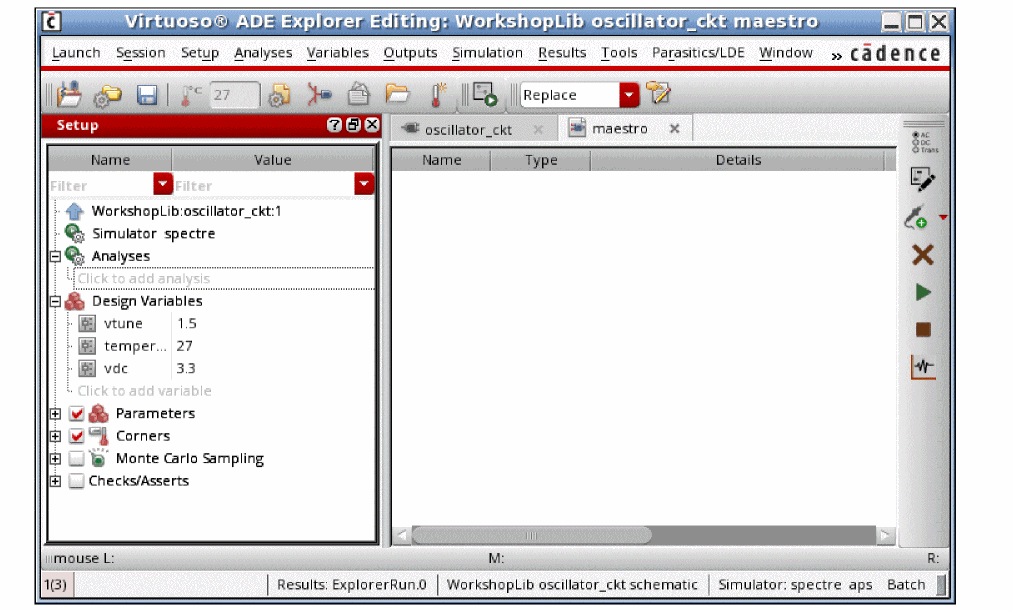 Virtuoso® ADE Explorer Editing: WorkshopLib oscillator_ckt maestro
Launch Session Setup Analyses Variables Outputs Simulation Results Tools Parasitics/LDE Window » cādence
°C 27 Replace
Setup
oscillator_ckt maestro
Name Value
Name Type Details
AC
DC
Trans
Filter Filter
WorkshopLib:oscillator_ckt:1
Simulator spectre
Analyses
Click to add analysis
Design Variables
vtune 1.5
temper... 27
vdc 3.3
Click to add variable
Parameters
Corners
Monte Carlo Sampling
Checks/Asserts
mouse L: M: R:
1(3) Results: ExplorerRun.0 WorkshopLib oscillator_ckt schematic Simulator: spectre aps Batch